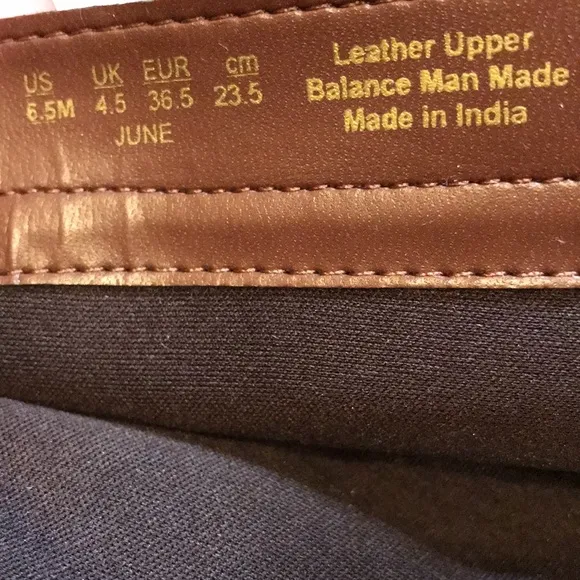 US UK EUR cm
6.5M 4.5 36.5 23.5
JUNE
Leather Upper
Balance Man Made
Made in India